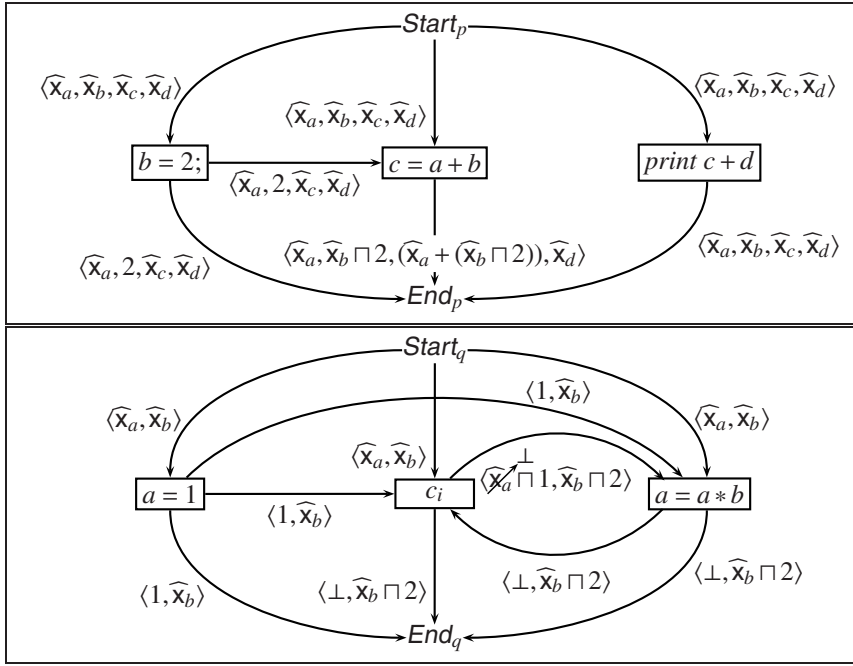 Start_p
⟨x̂_a, x̂_b, x̂_c, x̂_d⟩
⟨x̂_a, x̂_b, x̂_c, x̂_d⟩
⟨x̂_a, x̂_b, x̂_c, x̂_d⟩
b = 2;
c = a + b
print c + d
⟨x̂_a, 2, x̂_c, x̂_d⟩
⟨x̂_a, 2, x̂_c, x̂_d⟩
⟨x̂_a, x̂_b ⊓ 2, (x̂_a + (x̂_b ⊓ 2)), x̂_d⟩
⟨x̂_a, x̂_b, x̂_c, x̂_d⟩
End_p
Start_q
⟨1, x̂_b⟩
⟨x̂_a, x̂_b⟩
⟨x̂_a, x̂_b⟩
⟨x̂_a, x̂_b⟩
⊥
⟨x̂_a ⊓ 1, x̂_b ⊓ 2⟩
a = 1
c_i
a = a ∗ b
⟨1, x̂_b⟩
⟨1, x̂_b⟩
⟨⊥, x̂_b ⊓ 2⟩
⟨⊥, x̂_b ⊓ 2⟩
⟨⊥, x̂_b ⊓ 2⟩
End_q